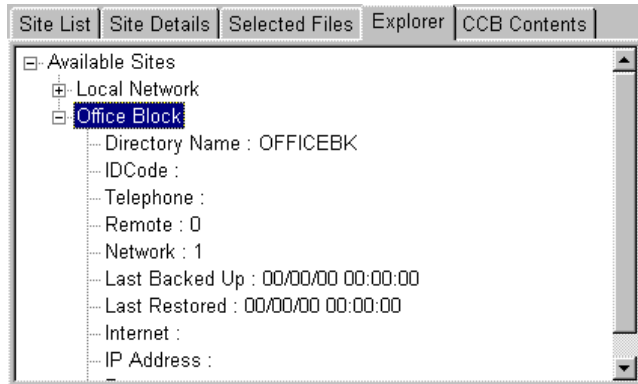 Site List Site Details Selected Files Explorer CCB Contents
Available Sites
Local Network
Office Block
Directory Name : OFFICEBK
IDCode :
Telephone :
Remote : 0
Network : 1
Last Backed Up : 00/00/00 00:00:00
Last Restored : 00/00/00 00:00:00
Internet :
IP Address :